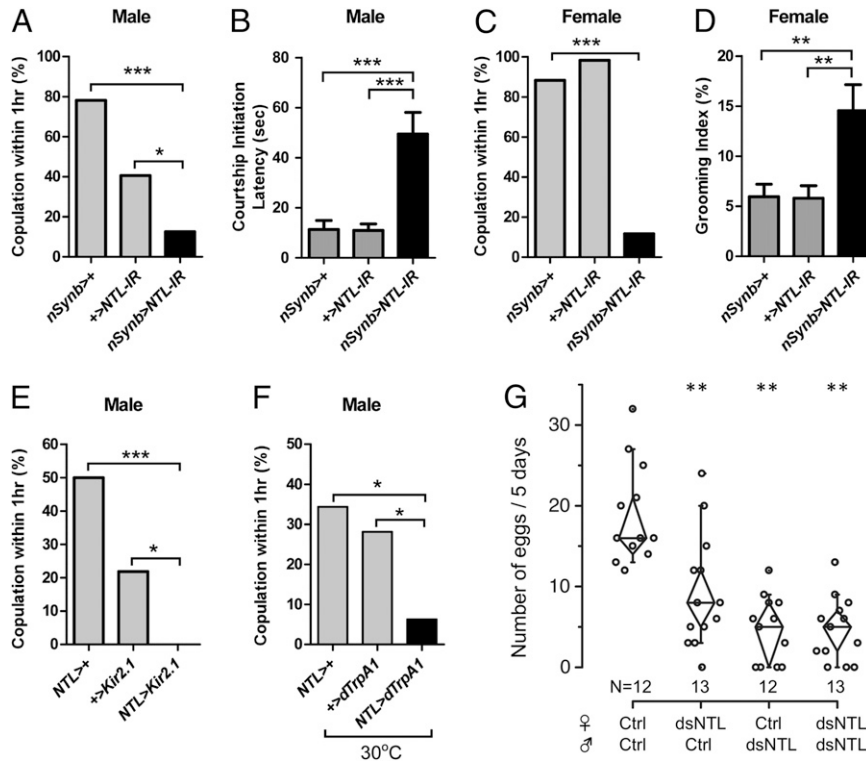 A
Male
Copulation within 1hr (%)
100
80
60
40
20
0
***
*
nSynb>+
+>NTL-IR
nSynb>NTL-IR
B
Male
Courtship Initiation
Latency (sec)
80
60
40
20
0
***
***
nSynb>+
+>NTL-IR
nSynb>NTL-IR
C
Female
Copulation within 1hr (%)
100
80
60
40
20
0
***
nSynb>+
+>NTL-IR
nSynb>NTL-IR
D
Female
Grooming Index (%)
20
15
10
5
0
**
**
nSynb>+
+>NTL-IR
nSynb>NTL-IR
E
Male
Copulation within 1hr (%)
60
50
40
30
20
10
0
***
*
NTL>+
+>Kir2.1
NTL>Kir2.1
F
Male
Copulation within 1hr (%)
50
40
30
20
10
0
*
*
NTL>+
+>dTrpA1
NTL>dTrpA1
30°C
G
Number of eggs / 5 days
30
20
10
0
** ** **
N=12 13 12 13
♀ Ctrl dsNTL Ctrl dsNTL
♂ Ctrl Ctrl dsNTL dsNTL